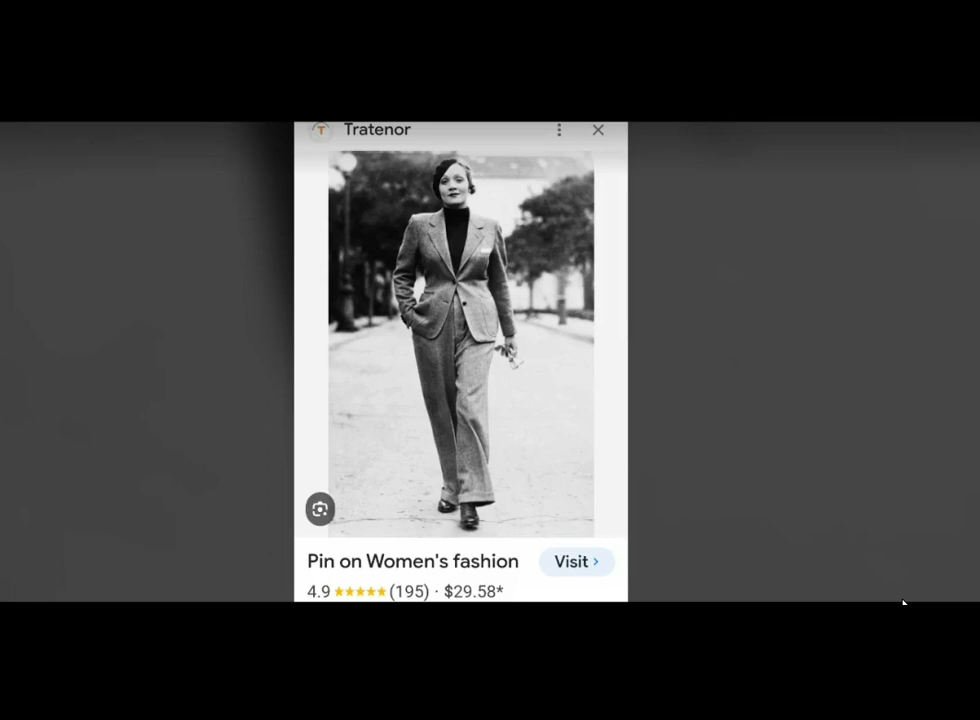 T Tratenor
Pin on Women's fashion Visit ›
4.9 ★★★★★ (195) · $29.58*